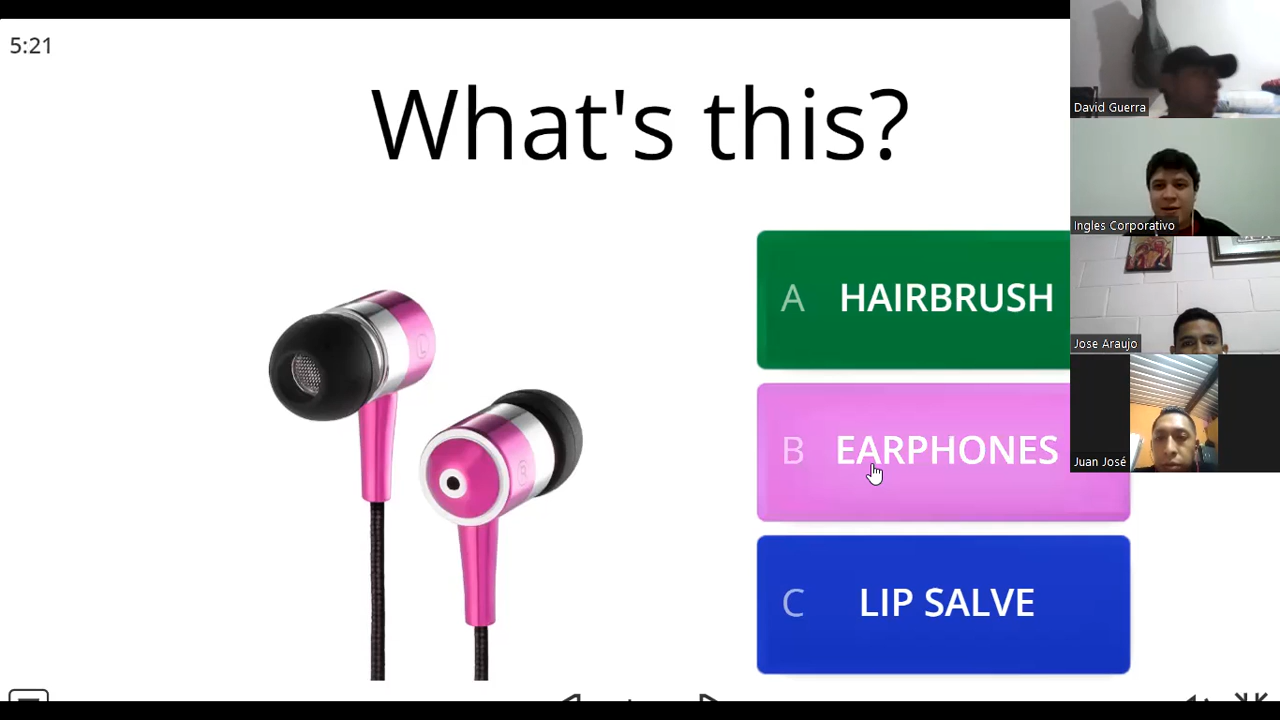 5:21
What's this?
A HAIRBRUSH
B EARPHONES
C LIP SALVE
David Guerra
Ingles Corporativo
Jose Araujo
Juan José